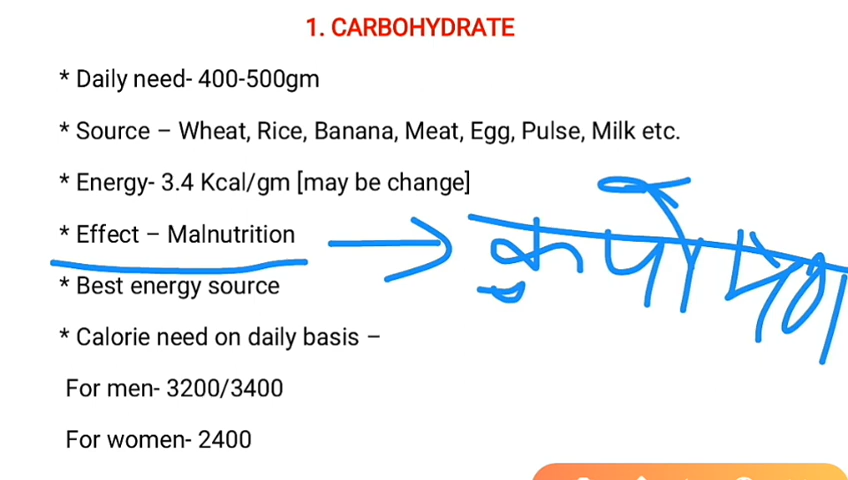 1. CARBOHYDRATE
* Daily need- 400-500gm
* Source – Wheat, Rice, Banana, Meat, Egg, Pulse, Milk etc.
* Energy- 3.4 Kcal/gm [may be change]
* Effect – Malnutrition → कुपोषण
* Best energy source
* Calorie need on daily basis –
For men- 3200/3400
For women- 2400